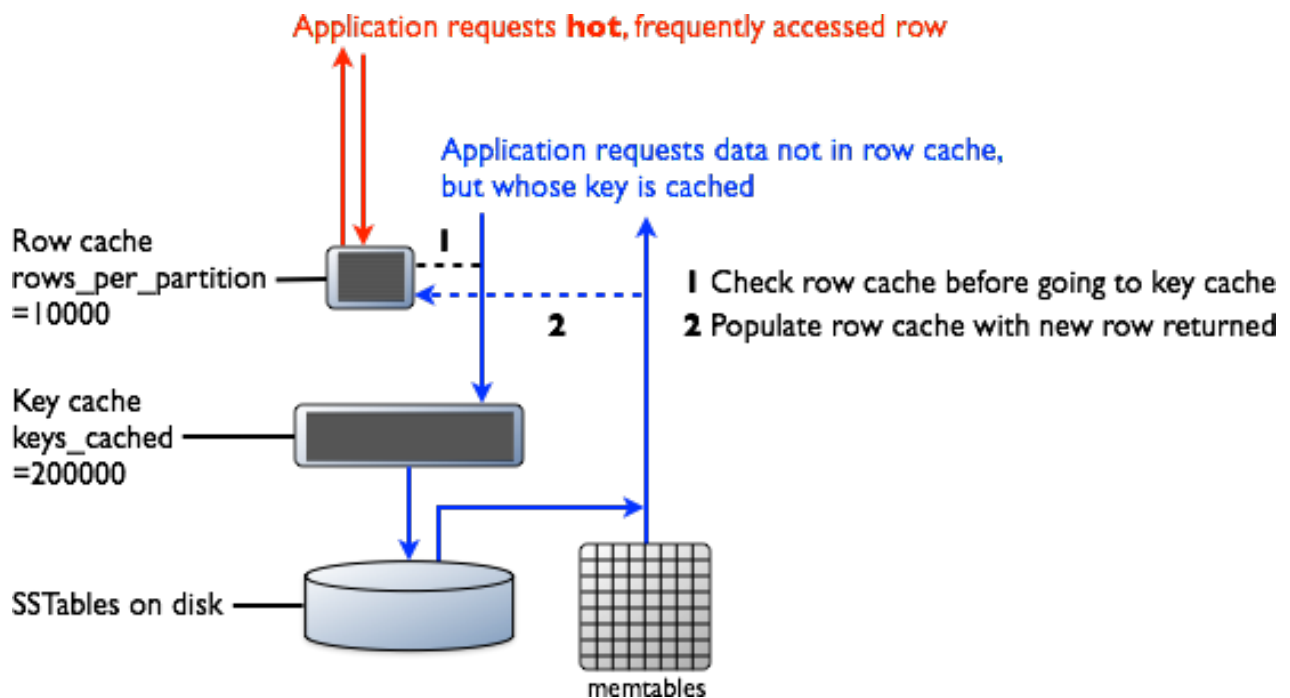 Application requests hot, frequently accessed row
Application requests data not in row cache,
but whose key is cached
1
Row cache
rows_per_partition
=10000
2
1 Check row cache before going to key cache
2 Populate row cache with new row returned
Key cache
keys_cached
=200000
SSTables on disk
memtables